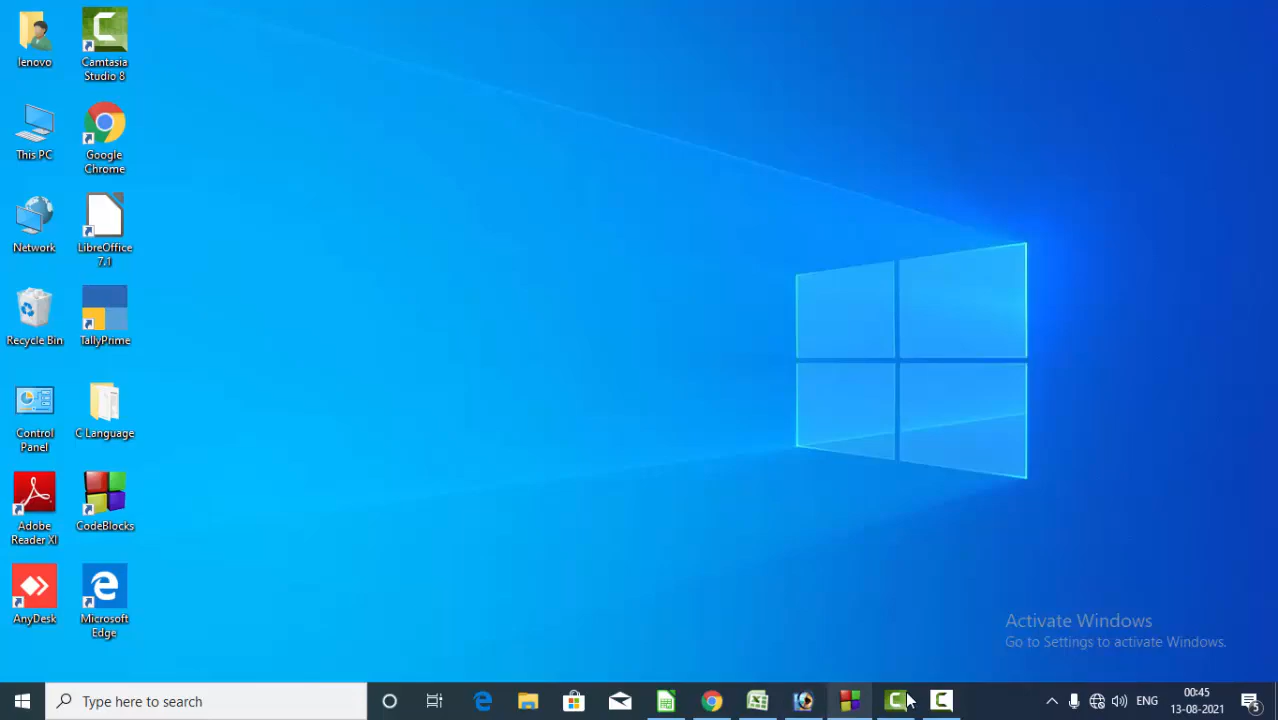 lenovo
Camtasia
Studio 8
This PC
Google
Chrome
Network
LibreOffice
7.1
Recycle Bin
TallyPrime
Control
Panel
C Language
Adobe
Reader XI
CodeBlocks
AnyDesk
Microsoft
Edge
Activate Windows
Go to Settings to activate Windows.
Type here to search
ENG
00:45
13-08-2021
5